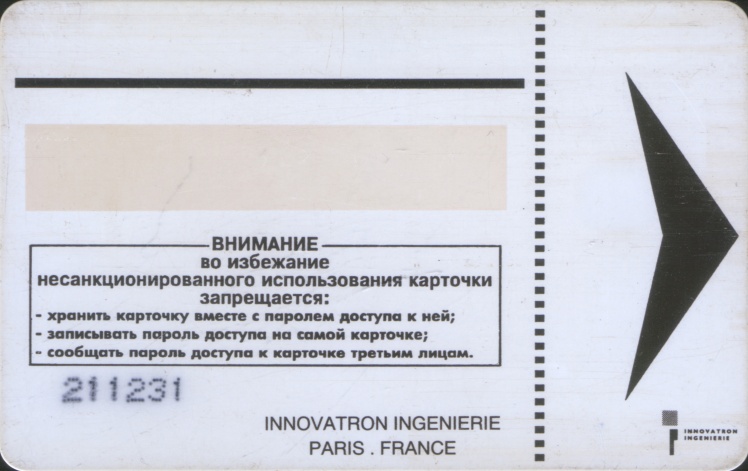 ВНИМАНИЕ
во избежание
несанкционированного использования карточки
запрещается:
- хранить карточку вместе с паролем доступа к ней;
- записывать пароль доступа на самой карточке;
- сообщать пароль доступа к карточке третьим лицам.
211231
INNOVATRON INGENIERIE
PARIS . FRANCE
INNOVATRON
INGENIERIE